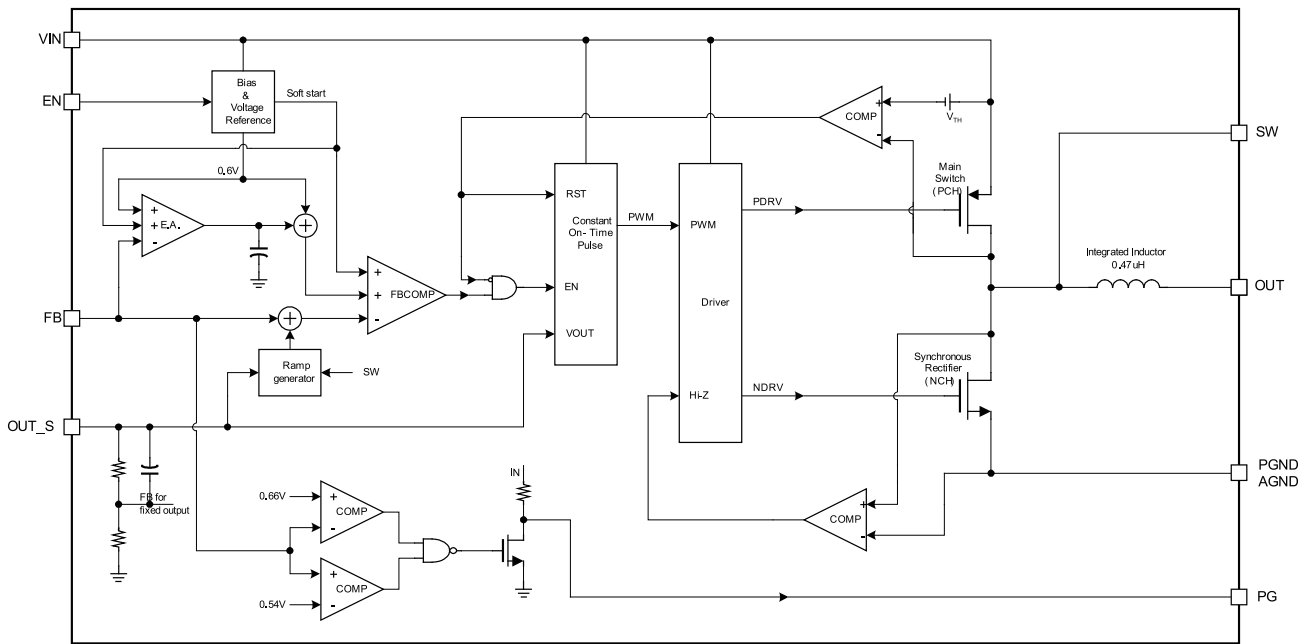 VIN
EN
Bias
&
Voltage
Reference
Soft start
0.6V
+
+
-
E.A.
+
+
+
-
FBCOMP
FB
+
Ramp
generator
SW
OUT_S
FB for
fixed output
0.66V
+
-
COMP
+
-
COMP
0.54V
IN
RST
Constant
On- Time
Pulse
EN
VOUT
PWM
PWM
Driver
Hi-Z
PDRV
NDRV
COMP
+
-
VTH
Main
Switch
(PCH)
Synchronous
Rectifier
(NCH)
COMP
+
-
Integrated Inductor
0.47uH
SW
OUT
PGND
AGND
PG